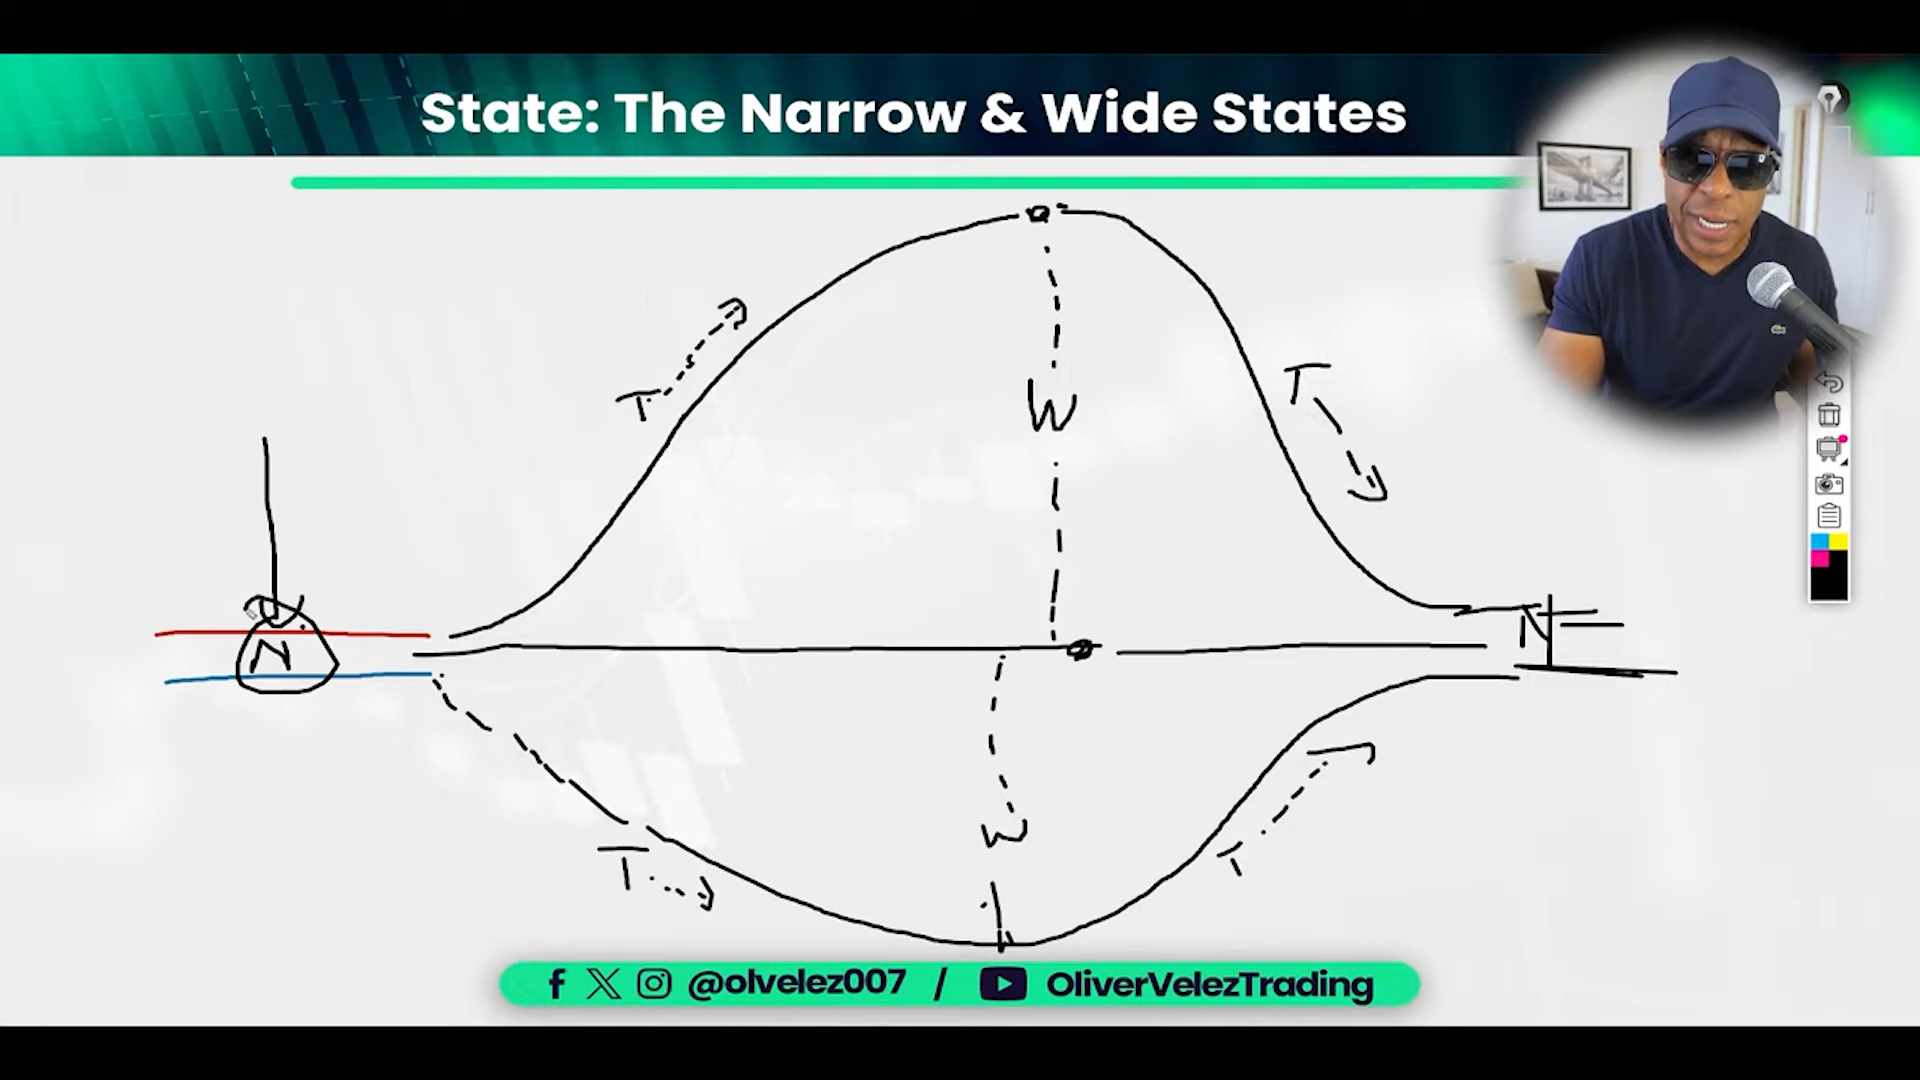 State: The Narrow & Wide States
T
W
T
N
N
W
T
T
@olvelez007 / OliverVelezTrading